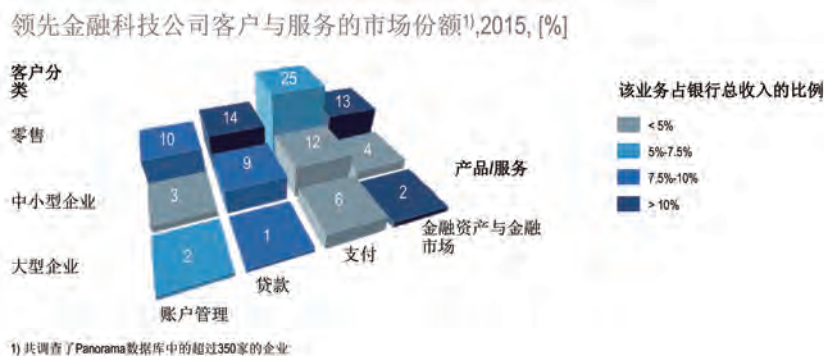 领先金融科技公司客户与服务的市场份额1),2015, [%]
客户分
类
零售
中小型企业
大型企业
25
14
13
10
12
4
9
3
6
2
1
2
产品/服务
金融资产与金融
市场
支付
贷款
账户管理
该业务占银行总收入的比例
< 5%
5%-7.5%
7.5%-10%
> 10%
1) 共调查了Panorama数据库中的超过350家的企业